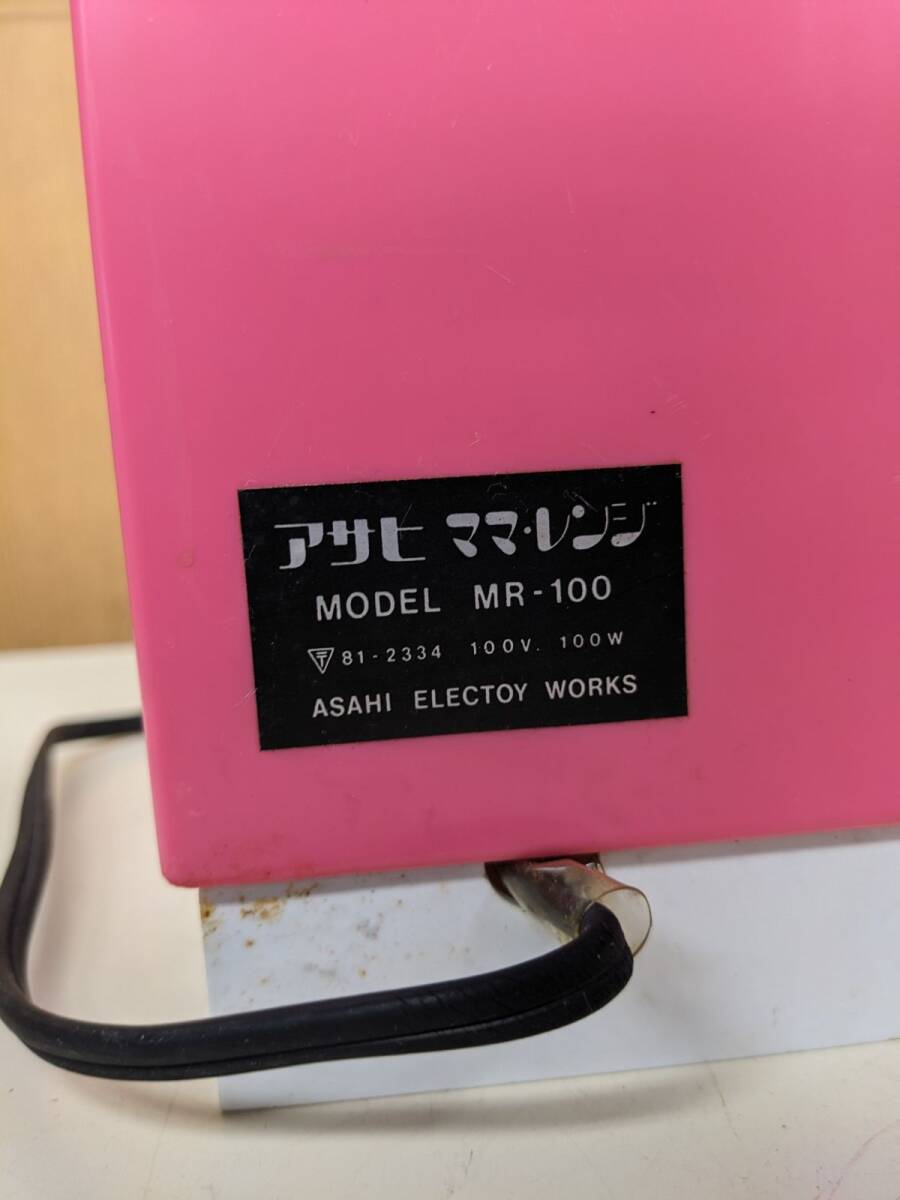 アサヒ ママ・レンジ
MODEL MR-100
〒 81-2334 100V. 100W
ASAHI ELECTOY WORKS